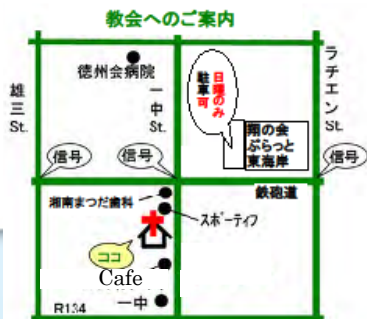 教会へのご案内
徳州会病院
雄三
St.
一中
St.
日曜のみ
駐車可
ラチエン
St.
翔の会
ぷらっと
東海岸
信号
信号
信号
鉄砲道
湘南まつだ歯科
スポーティフ
ココ
Cafe
一中
R134